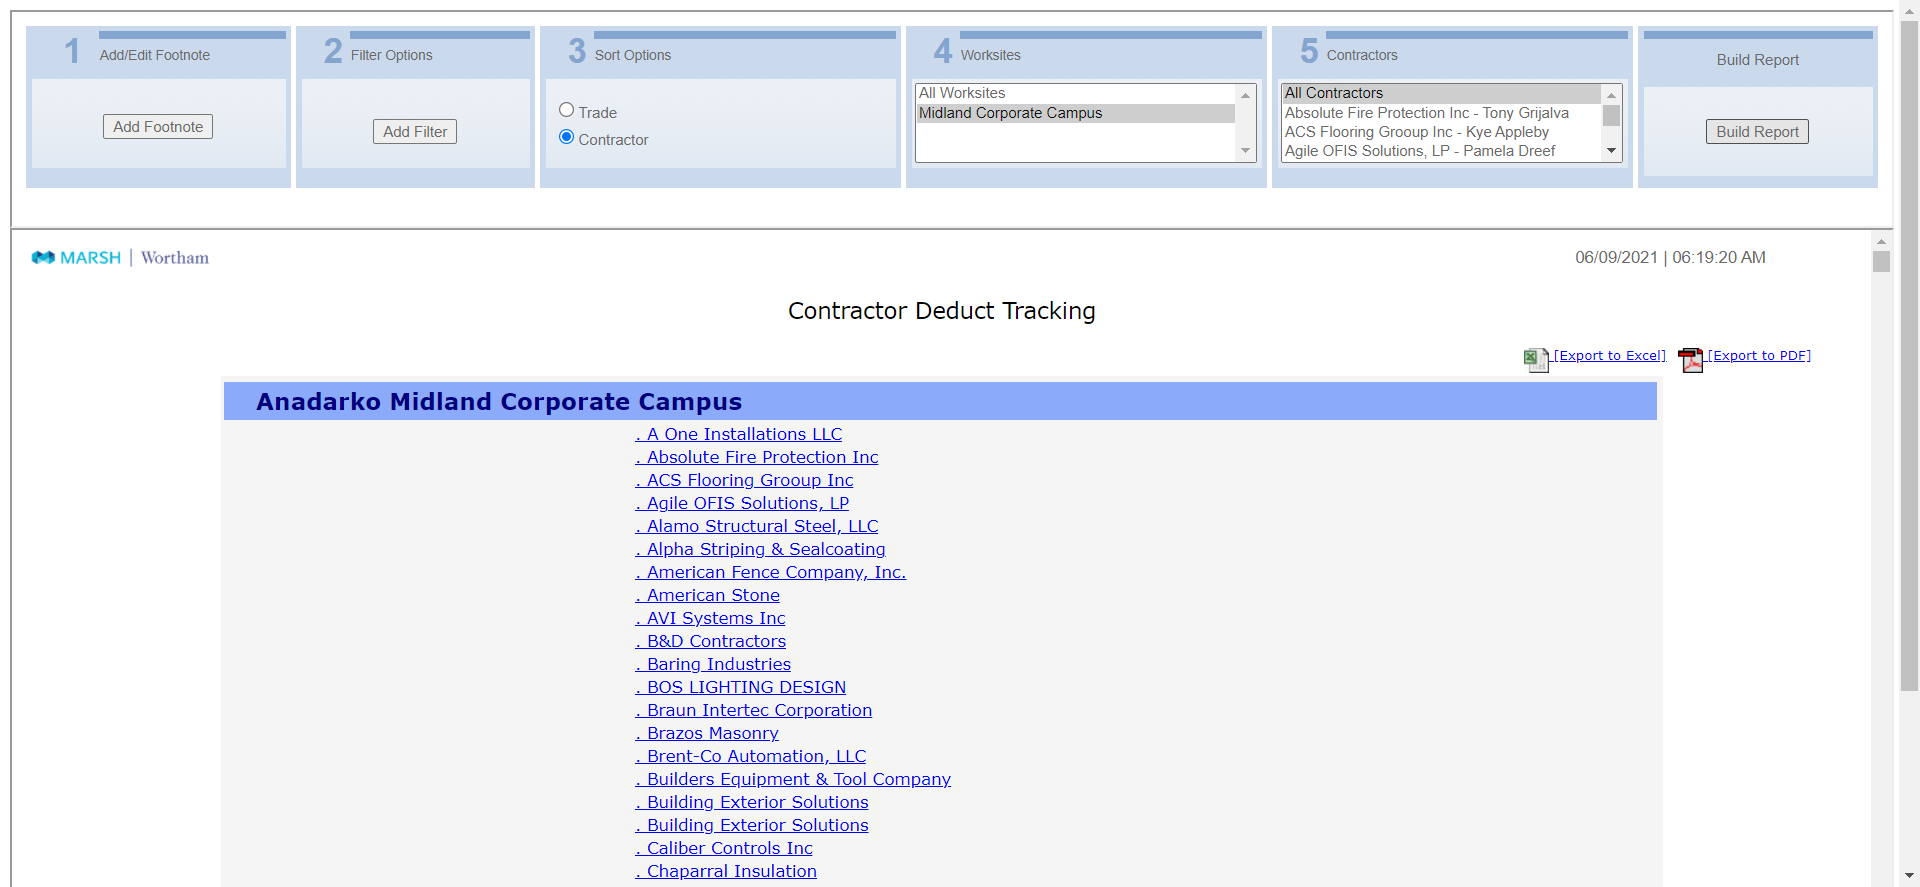 1 Add/Edit Footnote
Add Footnote
2 Filter Options
Add Filter
3 Sort Options
Trade
Contractor
4 Worksites
All Worksites
Midland Corporate Campus
5 Contractors
All Contractors
Absolute Fire Protection Inc - Tony Grijalva
ACS Flooring Grooup Inc - Kye Appleby
Agile OFIS Solutions, LP - Pamela Dreef
Build Report
Build Report
MARSH | Wortham
06/09/2021 | 06:19:20 AM
Contractor Deduct Tracking
[Export to Excel] [Export to PDF]
Anadarko Midland Corporate Campus
. A One Installations LLC
. Absolute Fire Protection Inc
. ACS Flooring Grooup Inc
. Agile OFIS Solutions, LP
. Alamo Structural Steel, LLC
. Alpha Striping & Sealcoating
. American Fence Company, Inc.
. American Stone
. AVI Systems Inc
. B&D Contractors
. Baring Industries
. BOS LIGHTING DESIGN
. Braun Intertec Corporation
. Brazos Masonry
. Brent-Co Automation, LLC
. Builders Equipment & Tool Company
. Building Exterior Solutions
. Building Exterior Solutions
. Caliber Controls Inc
. Chaparral Insulation